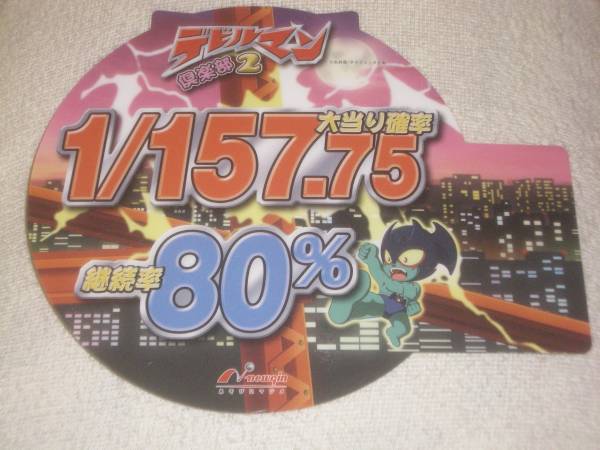 デビルマン
倶楽部2
大当り確率
1/157.75
継続率
80%
newgin